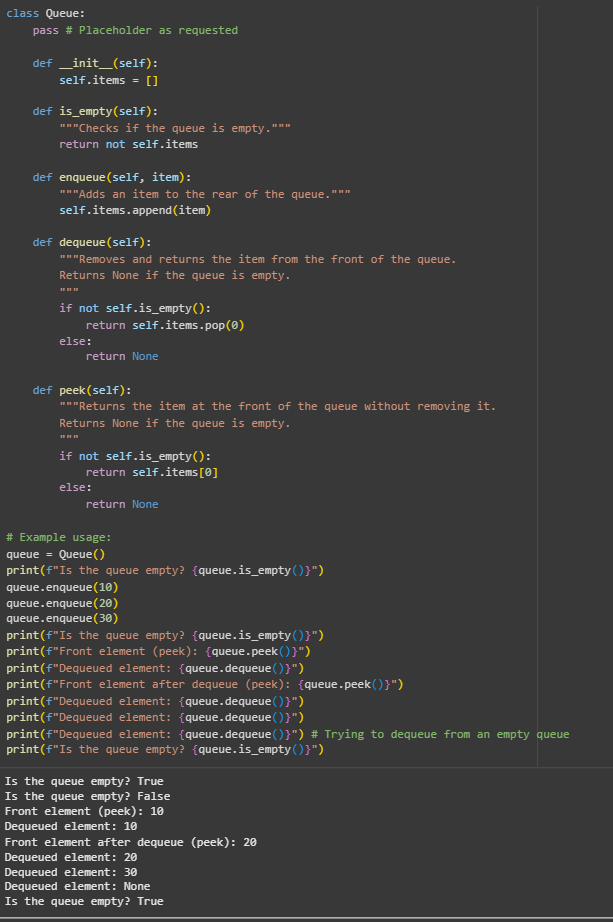 class Queue:
    pass # Placeholder as requested

    def __init__(self):
        self.items = []

    def is_empty(self):
        """Checks if the queue is empty."""
        return not self.items

    def enqueue(self, item):
        """Adds an item to the rear of the queue."""
        self.items.append(item)

    def dequeue(self):
        """Removes and returns the item from the front of the queue.
        Returns None if the queue is empty.
        """
        if not self.is_empty():
            return self.items.pop(0)
        else:
            return None

    def peek(self):
        """Returns the item at the front of the queue without removing it.
        Returns None if the queue is empty.
        """
        if not self.is_empty():
            return self.items[0]
        else:
            return None

# Example usage:
queue = Queue()
print(f"Is the queue empty? {queue.is_empty()}")
queue.enqueue(10)
queue.enqueue(20)
queue.enqueue(30)
print(f"Is the queue empty? {queue.is_empty()}")
print(f"Front element (peek): {queue.peek()}")
print(f"Dequeued element: {queue.dequeue()}")
print(f"Front element after dequeue (peek): {queue.peek()}")
print(f"Dequeued element: {queue.dequeue()}")
print(f"Dequeued element: {queue.dequeue()}")
print(f"Dequeued element: {queue.dequeue()}") # Trying to dequeue from an empty queue
print(f"Is the queue empty? {queue.is_empty()}")
Is the queue empty? True
Is the queue empty? False
Front element (peek): 10
Dequeued element: 10
Front element after dequeue (peek): 20
Dequeued element: 20
Dequeued element: 30
Dequeued element: None
Is the queue empty? True